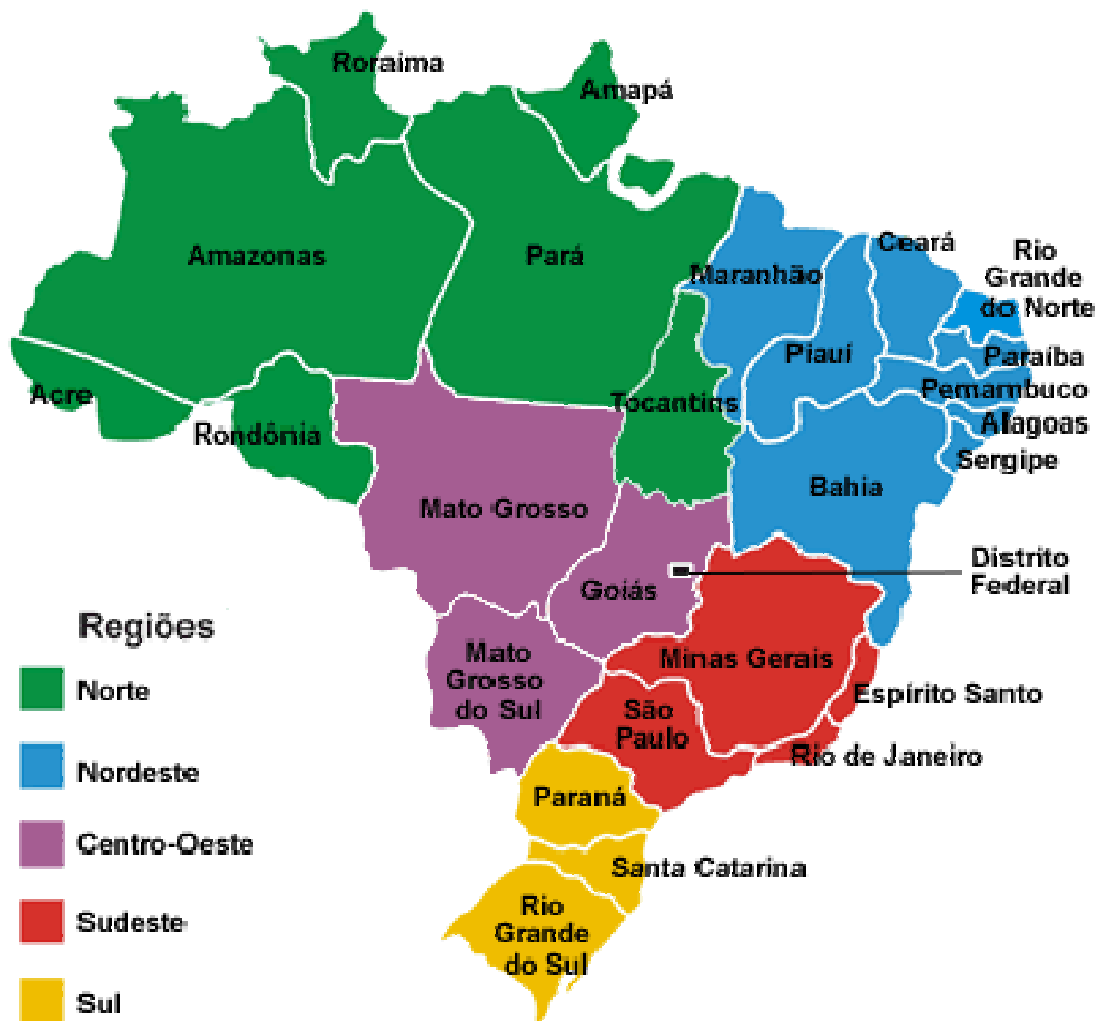 Roraima
Amapá
Amazonas
Pará
Maranhão
Ceará
Rio
Grande
do Norte
Piauí
Paraíba
Pernambuco
Acre
Rondônia
Tocantins
Alagoas
Sergipe
Bahia
Mato Grosso
Distrito
Federal
Goiás
Regiões
Mato
Grosso
do Sul
Minas Gerais
Espírito Santo
São
Paulo
Rio de Janeiro
Norte
Nordeste
Centro-Oeste
Sudeste
Sul
Paraná
Santa Catarina
Rio
Grande
do Sul